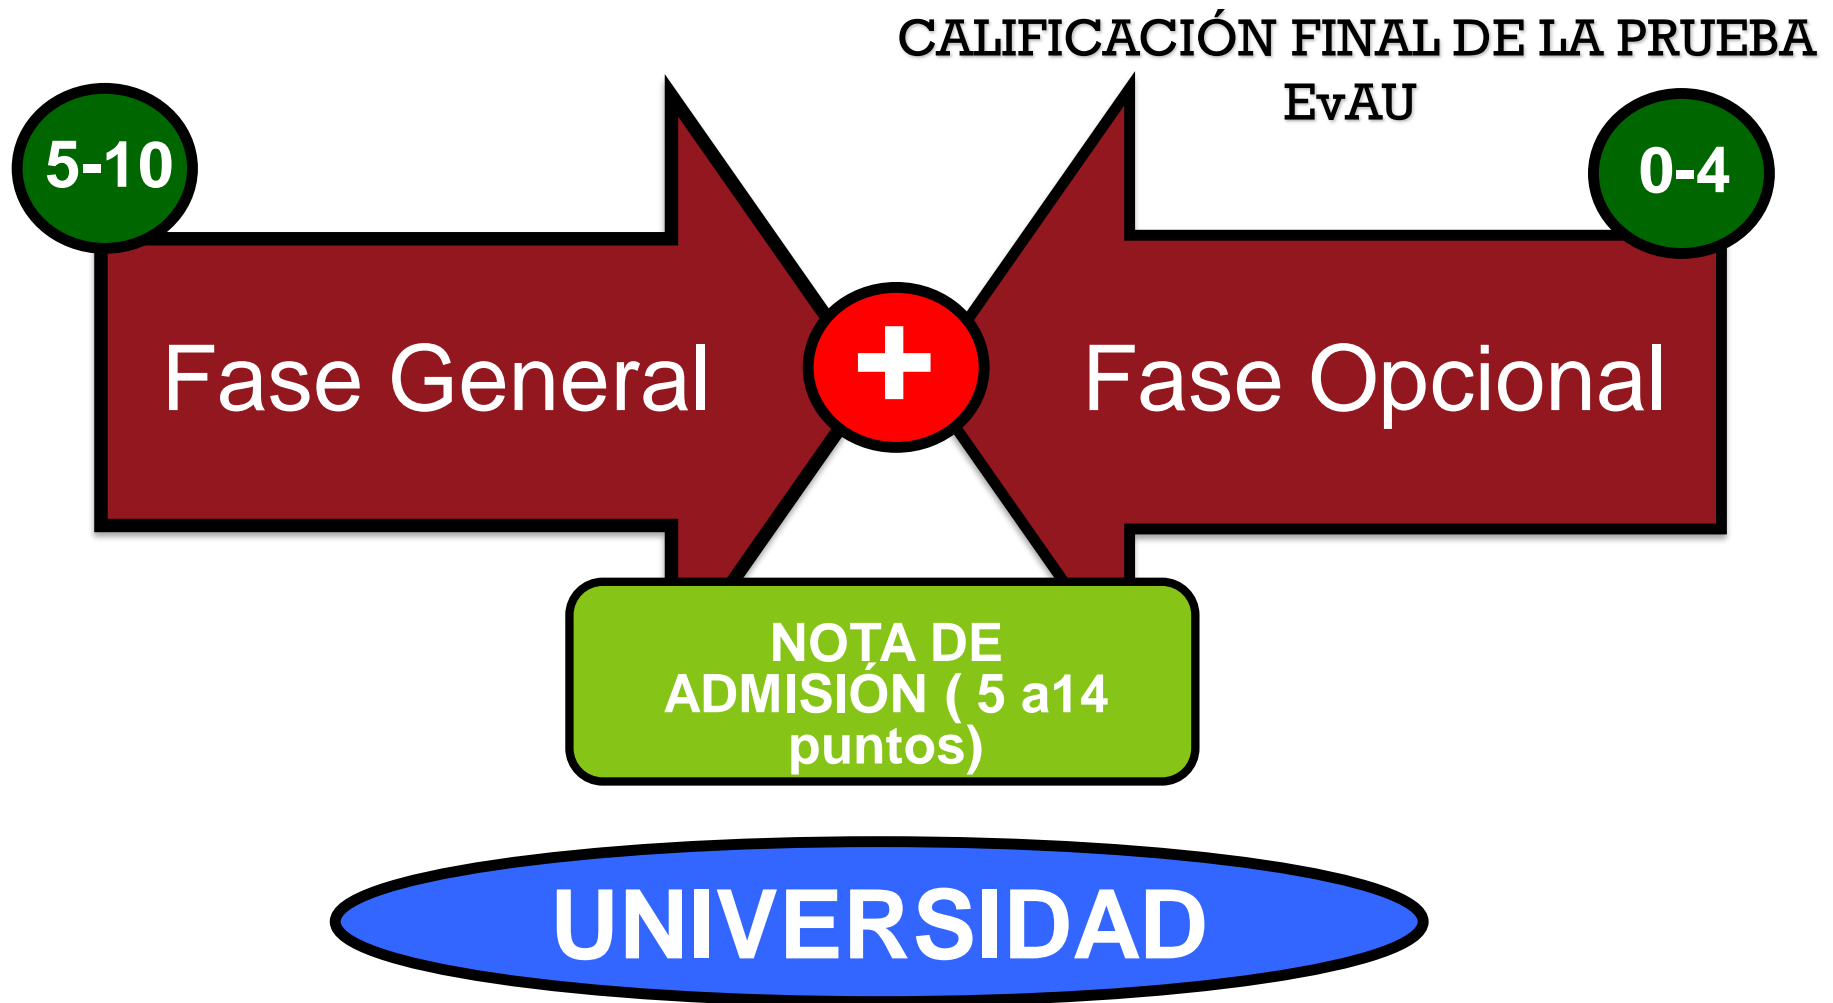 CALIFICACIÓN FINAL DE LA PRUEBA
EvAU
5-10
0-4
Fase General
+
Fase Opcional
NOTA DE
ADMISIÓN ( 5 a14
puntos)
UNIVERSIDAD